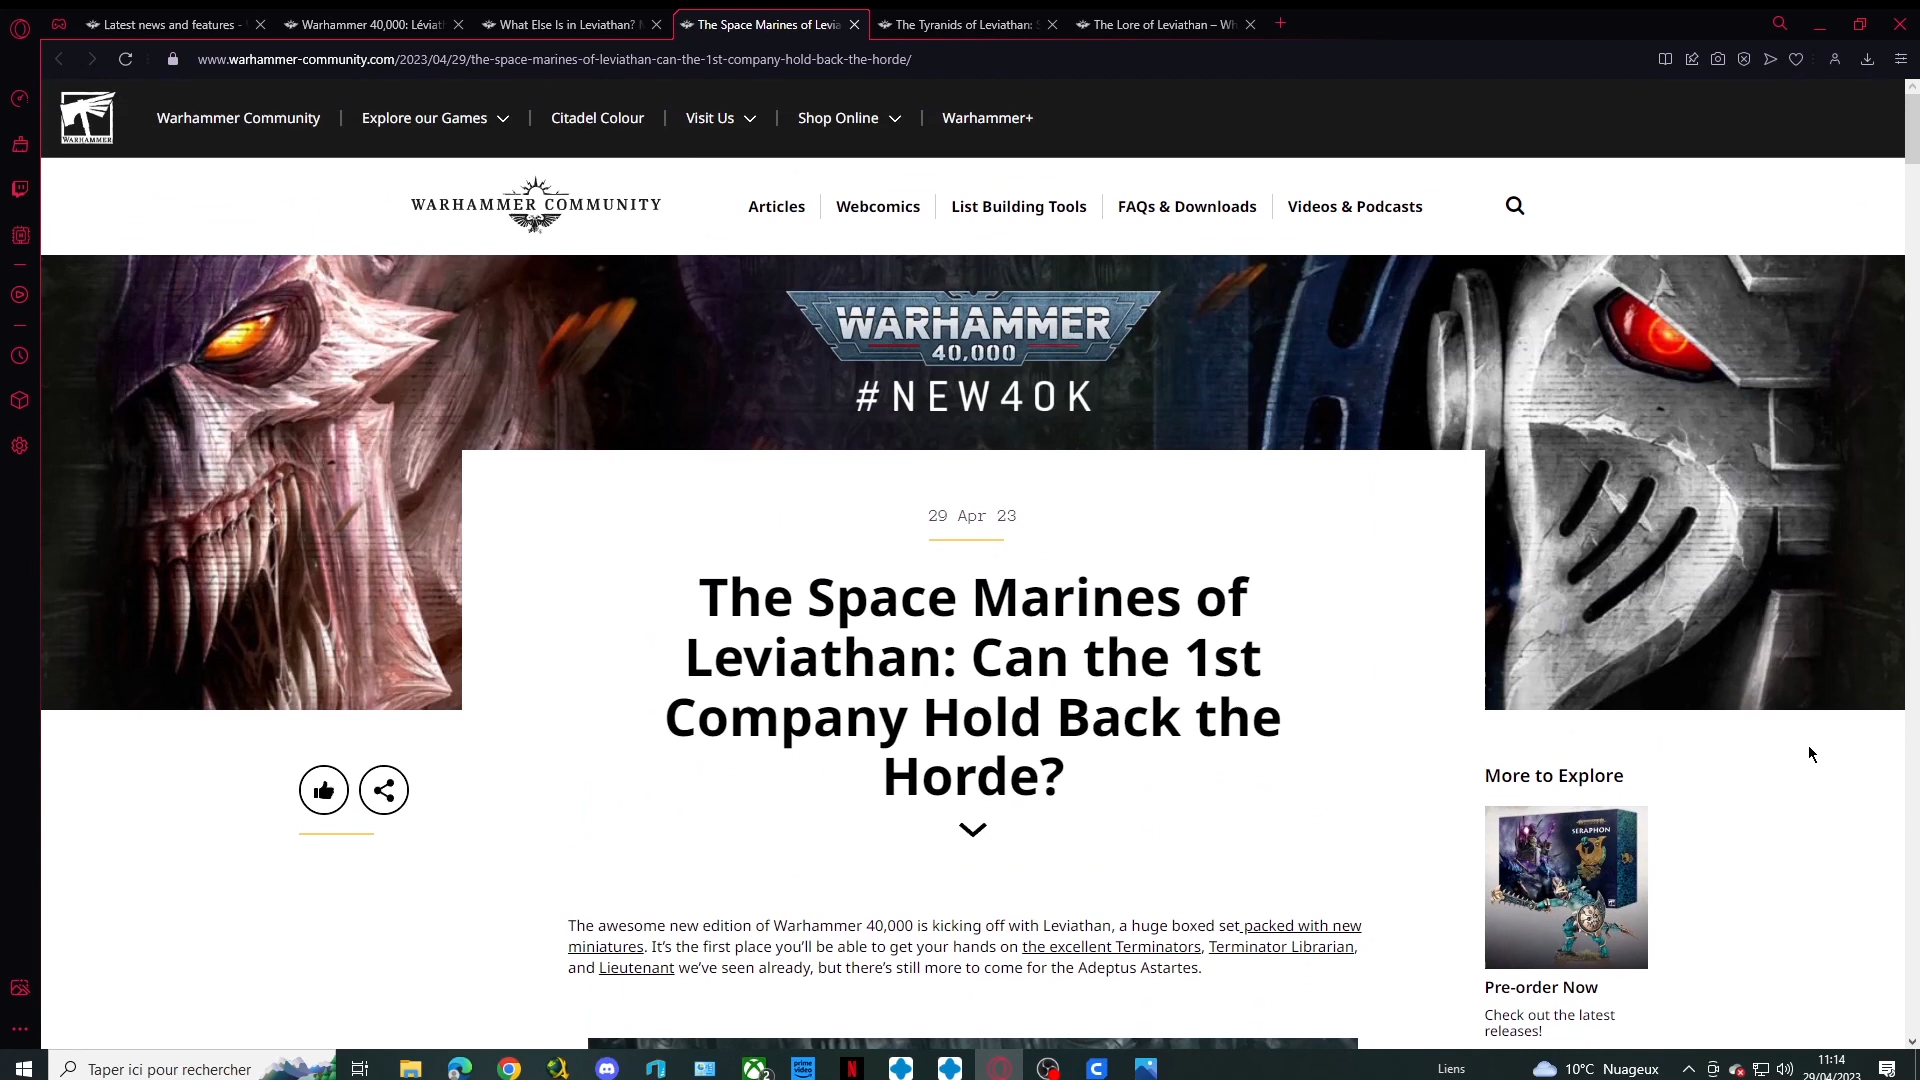 Latest news and features -
Warhammer 40,000: Léviat
What Else Is in Leviathan?
The Space Marines of Levia
The Tyranids of Leviathan:
The Lore of Leviathan – Wh
www.warhammer-community.com/2023/04/29/the-space-marines-of-leviathan-can-the-1st-company-hold-back-the-horde/
WARHAMMER
Warhammer Community
Explore our Games
Citadel Colour
Visit Us
Shop Online
Warhammer+
WARHAMMER COMMUNITY
Articles
Webcomics
List Building Tools
FAQs & Downloads
Videos & Podcasts
WARHAMMER
40,000
#NEW40K
29 Apr 23
The Space Marines of
Leviathan: Can the 1st
Company Hold Back the
Horde?
The awesome new edition of Warhammer 40,000 is kicking off with Leviathan, a huge boxed set packed with new
miniatures. It’s the first place you’ll be able to get your hands on the excellent Terminators, Terminator Librarian,
and Lieutenant we’ve seen already, but there’s still more to come for the Adeptus Astartes.
More to Explore
SERAPHON
Pre-order Now
Check out the latest
releases!
Taper ici pour rechercher
2
prime video
Liens
10°C Nuageux
11:14
29/04/2023